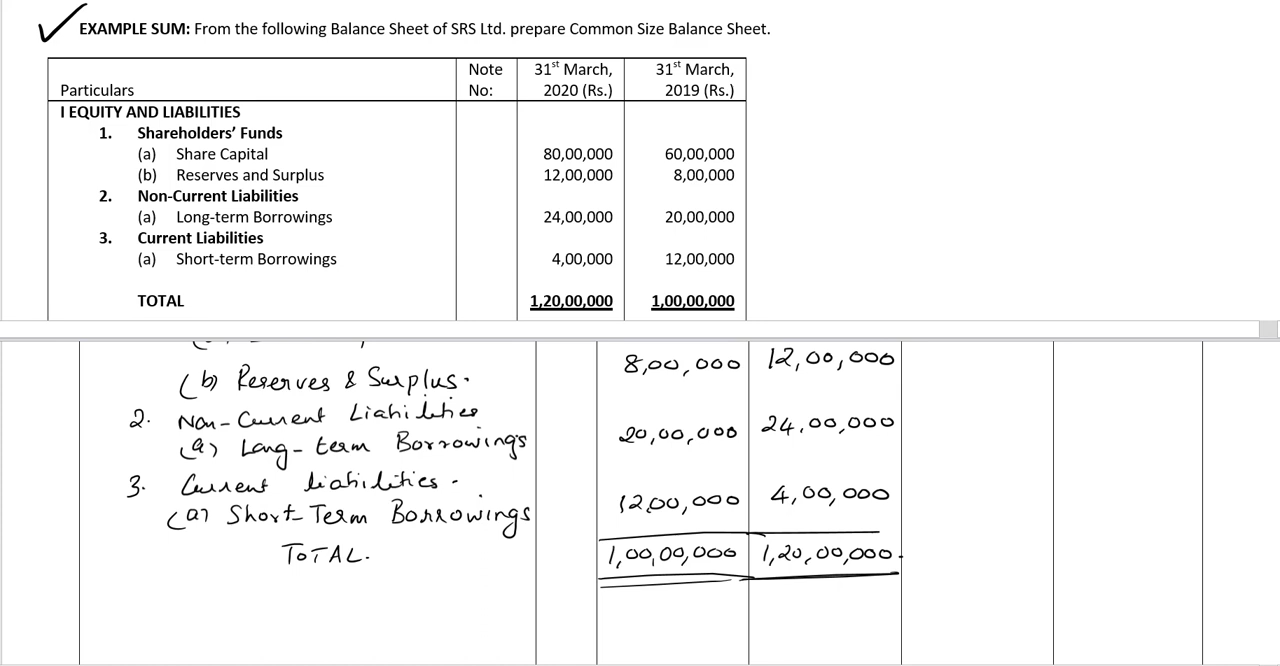 EXAMPLE SUM: From the following Balance Sheet of SRS Ltd. prepare Common Size Balance Sheet.
Particulars Note No: 31st March, 2020 (Rs.) 31st March, 2019 (Rs.)
I EQUITY AND LIABILITIES
1. Shareholders' Funds
(a) Share Capital 80,00,000 60,00,000
(b) Reserves and Surplus 12,00,000 8,00,000
2. Non-Current Liabilities
(a) Long-term Borrowings 24,00,000 20,00,000
3. Current Liabilities
(a) Short-term Borrowings 4,00,000 12,00,000
TOTAL 1,20,00,000 1,00,00,000
(b) Reserves & Surplus. 8,00,000 12,00,000
2. Non-Current Liabilities
(a) Long-term Borrowings 20,00,000 24,00,000
3. Current liabilities.
(a) Short-Term Borrowings 12,00,000 4,00,000
TOTAL. 1,00,00,000 1,20,00,000.